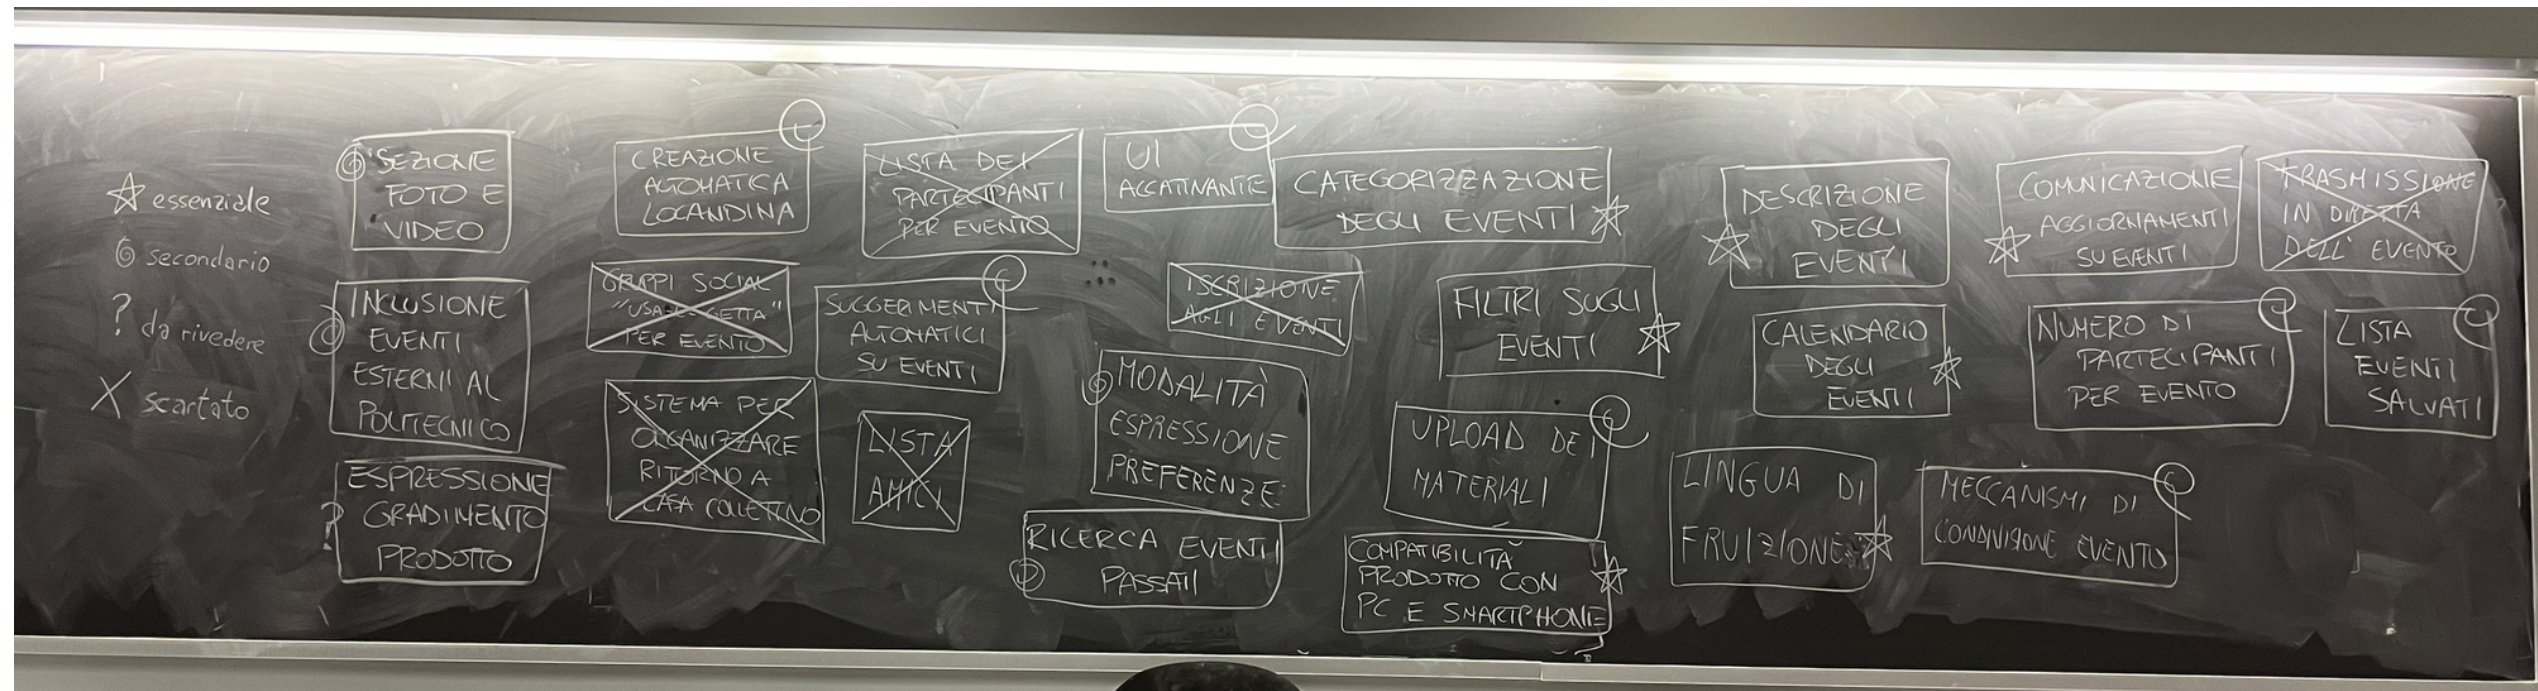 essenziale
secondario
? da rivedere
X scartato
SEZIONE
FOTO E
VIDEO
INCLUSIONE
EVENTI
ESTERNI AL
POLITECNICO
ESPRESSIONE
? GRADIMENTO
PRODOTTO
CREAZIONE
AUTOMATICA
LOCANDINA
GRUPPI SOCIAL
"USA E GETTA"
PER EVENTO
SISTEMA PER
ORGANIZZARE
RITORNO A
CASA COLLETTIVO
LISTA DEI
PARTECIPANTI
PER EVENTO
SUGGERIMENTI
AUTOMATICI
SU EVENTI
LISTA
AMICI
UI
ACCATTIVANTE
CATEGORIZZAZIONE
DEGLI EVENTI
ISCRIZIONE
AGLI EVENTI
MODALITÀ
ESPRESSIONE
PREFERENZE
RICERCA EVENTI
PASSATI
FILTRI SUGLI
EVENTI
UPLOAD DEI
MATERIALI
COMPATIBILITÀ
PRODOTTO CON
PC E SMARTPHONE
DESCRIZIONE
DEGLI
EVENTI
CALENDARIO
DEGLI
EVENTI
LINGUA DI
FRUIZIONE
COMUNICAZIONE
AGGIORNAMENTI
SU EVENTI
TRASMISSIONE
IN DIRETTA
DELL' EVENTO
NUMERO DI
PARTECIPANTI
PER EVENTO
LISTA
EVENTI
SALVATI
MECCANISMI DI
CONDIVISIONE EVENTO